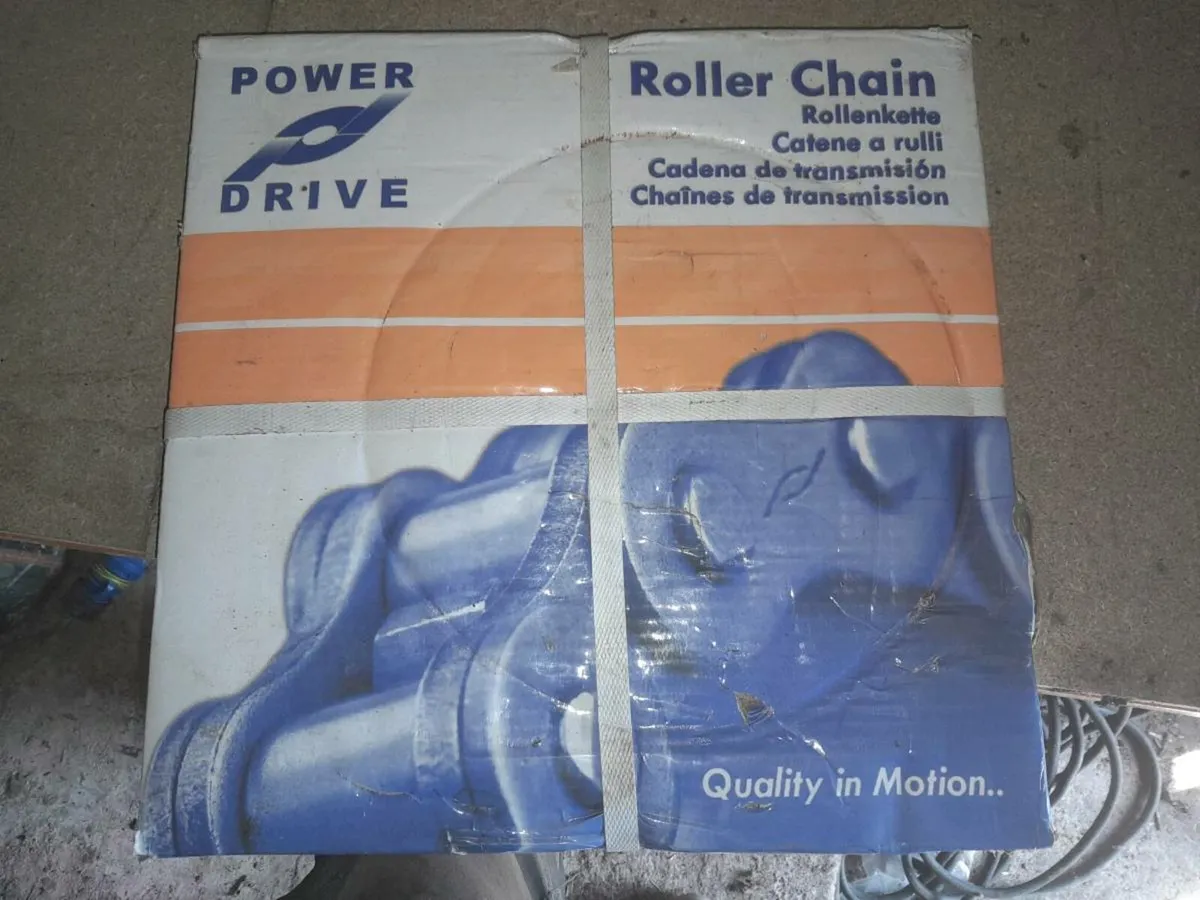 POWER
DRIVE
Roller Chain
Rollenkette
Catene a rulli
Cadena de transmisión
Chaînes de transmission
Quality in Motion..